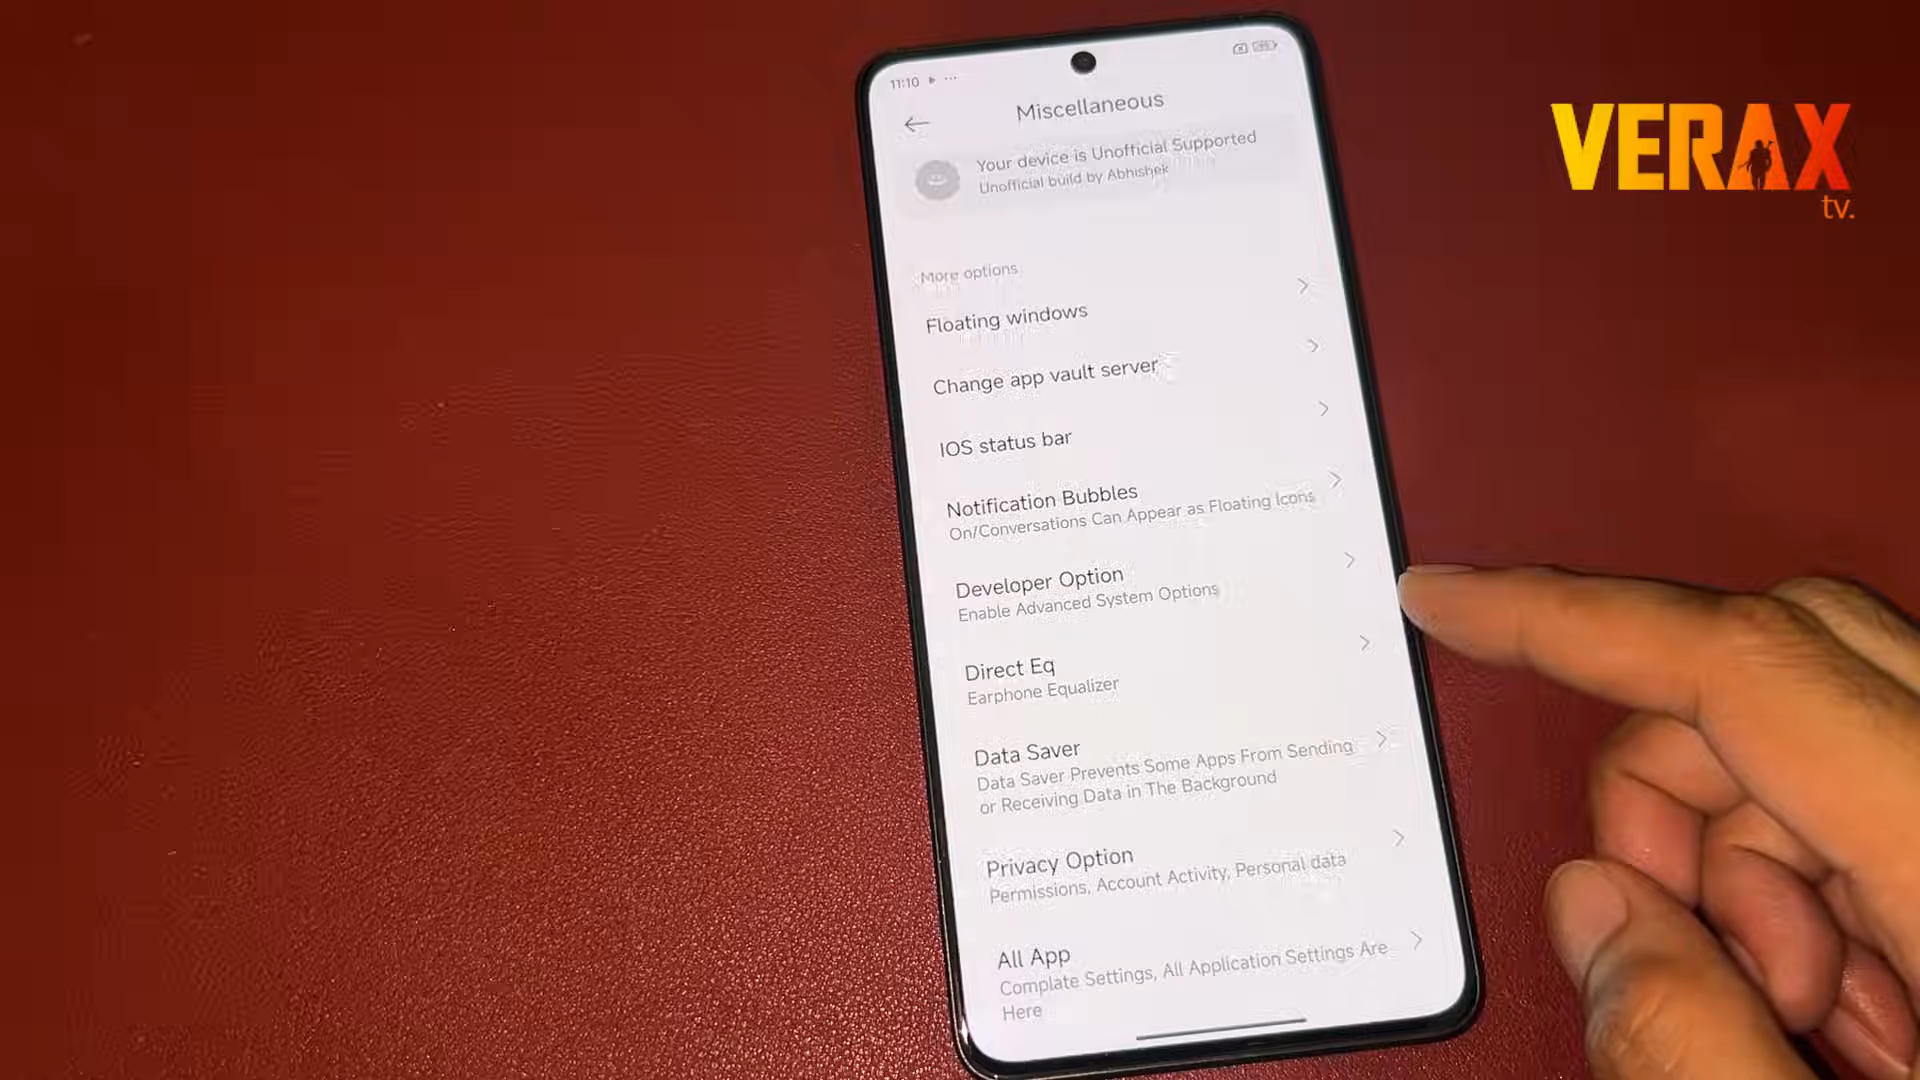 11:10
Miscellaneous
Your device is Unofficial Supported
Unofficial build by Abhishek
More options
Floating windows
Change app vault server
IOS status bar
Notification Bubbles
On/Conversations Can Appear as Floating Icons
Developer Option
Enable Advanced System Options
Direct Eq
Earphone Equalizer
Data Saver
Data Saver Prevents Some Apps From Sending
or Receiving Data in The Background
Privacy Option
Permissions, Account Activity, Personal data
All App
Complete Settings, All Application Settings Are
Here
VERAX
tv.